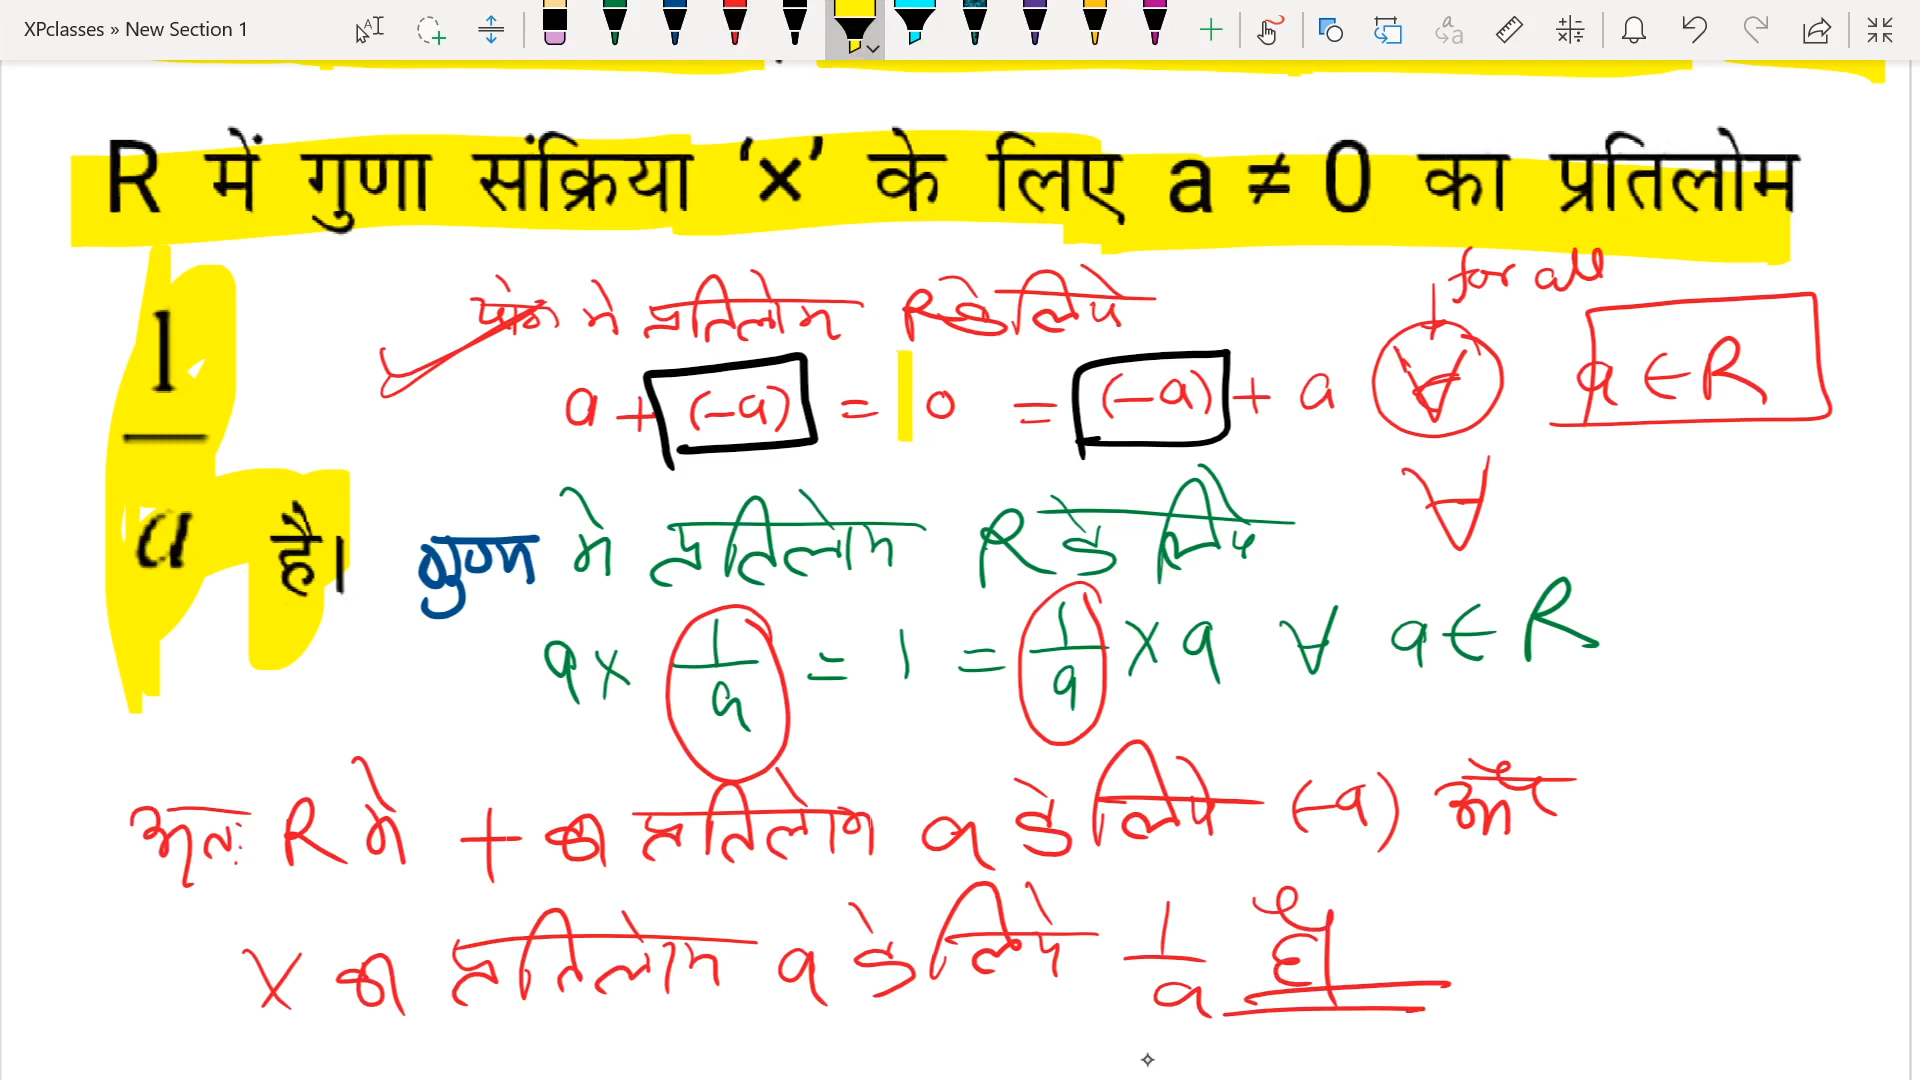 XPclasses » New Section 1
R में गुणा संक्रिया ‘×’ के लिए a ≠ 0 का प्रतिलोम
1/a है।
योग मे प्रतिलोम R के लिये
for all
a + (-a) = 0 = (-a) + a ∀ a ∈ R
∀
गुणा मे प्रतिलोम R के लिये
a × 1/a = 1 = 1/a × a ∀ a ∈ R
अतः R मे + का प्रतिलोम a के लिये (-a) और
× का प्रतिलोम a के लिये 1/a है